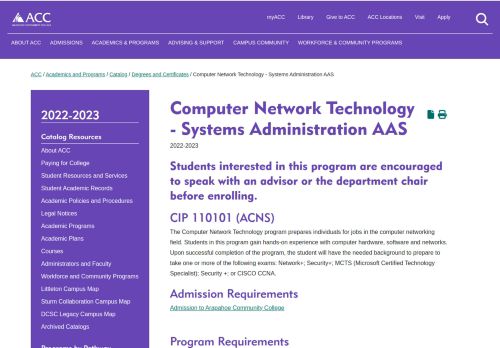 ACC
myACC Library Give to ACC ACC Locations Visit Apply
ABOUT ACC ADMISSIONS ACADEMICS & PROGRAMS ADVISING & SUPPORT CAMPUS COMMUNITY WORKFORCE & COMMUNITY PROGRAMS
ACC / Academics and Programs / Catalog / Degrees and Certificates / Computer Network Technology - Systems Administration AAS
2022-2023
Catalog Resources
About ACC
Paying for College
Student Resources and Services
Student Academic Records
Academic Policies and Procedures
Legal Notices
Academic Programs
Academic Plans
Courses
Administrators and Faculty
Workforce and Community Programs
Littleton Campus Map
Sturm Collaboration Campus Map
DCSC Legacy Campus Map
Archived Catalogs
Programs by Pathway
Computer Network Technology
- Systems Administration AAS
2022-2023
Students interested in this program are encouraged
to speak with an advisor or the department chair
before enrolling.
CIP 110101 (ACNS)
The Computer Network Technology program prepares individuals for jobs in the computer networking
field. Students in this program gain hands-on experience with computer hardware, software and networks.
Upon successful completion of the program, the student will have the needed background to prepare to
take one or more of the following exams: Network+; Security+; MCTS (Microsoft Certified Technology
Specialist); Security +; or CISCO CCNA.
Admission Requirements
Admission to Arapahoe Community College
Program Requirements